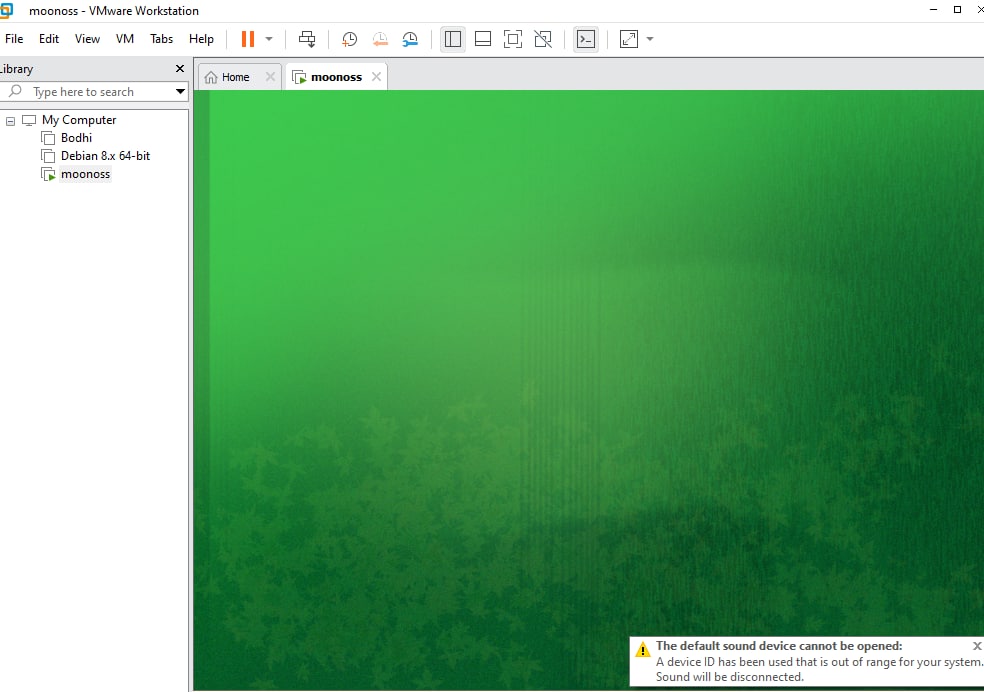 moonoss - VMware Workstation
File Edit View VM Tabs Help
Library
Home moonoss
Type here to search
My Computer
Bodhi
Debian 8.x 64-bit
moonoss
The default sound device cannot be opened:
A device ID has been used that is out of range for your system.
Sound will be disconnected.